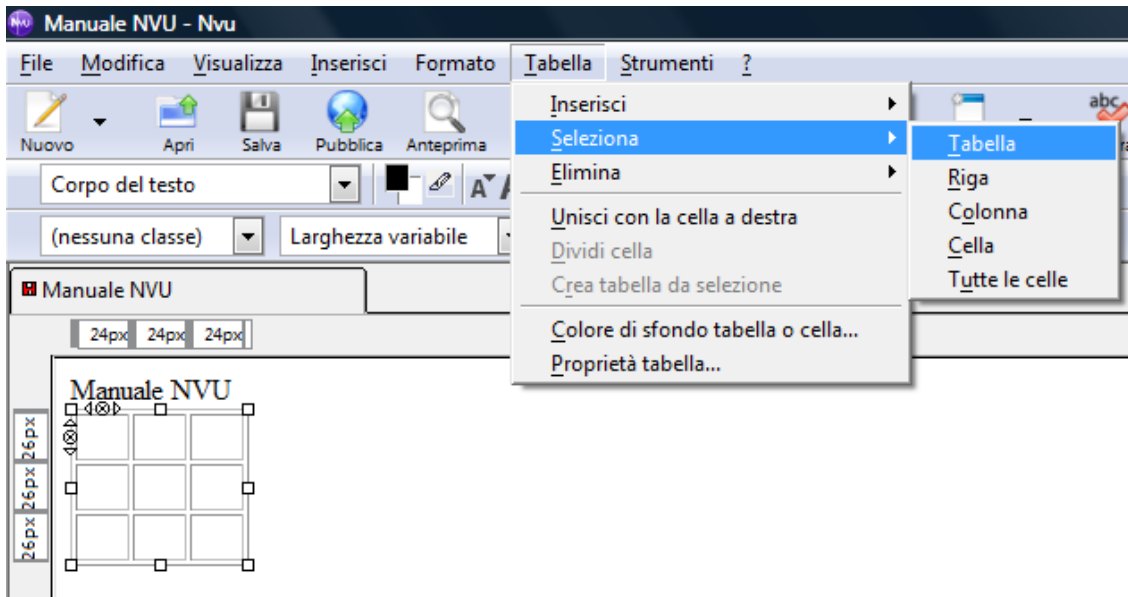 Manuale NVU - Nvu
File Modifica Visualizza Inserisci Formato Tabella Strumenti ?
Nuovo Apri Salva Pubblica Anteprima
abc
Corpo del testo
(nessuna classe) Larghezza variabile
Inserisci
Seleziona
Elimina
Unisci con la cella a destra
Dividi cella
Crea tabella da selezione
Colore di sfondo tabella o cella...
Proprietà tabella...
Tabella
Riga
Colonna
Cella
Tutte le celle
Manuale NVU
24px 24px 24px
Manuale NVU
26px
26px
26px